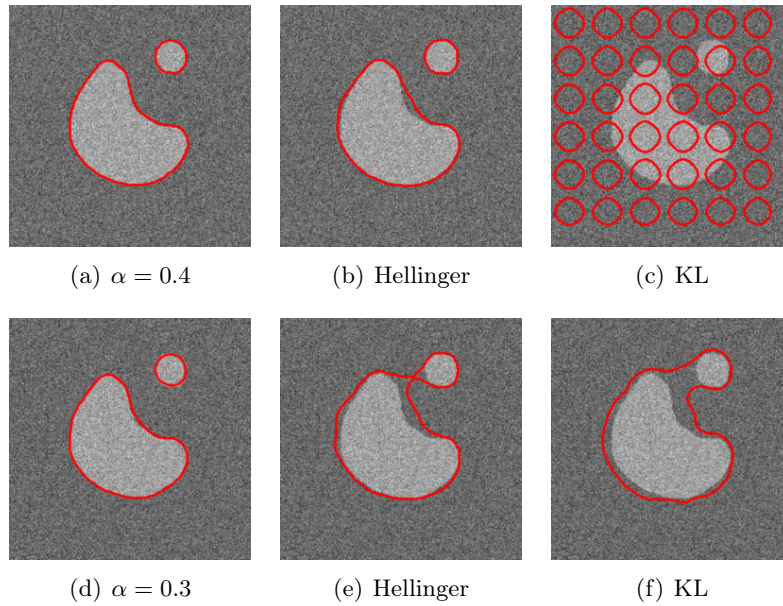 (a) α = 0.4
(b) Hellinger
(c) KL
(d) α = 0.3
(e) Hellinger
(f) KL